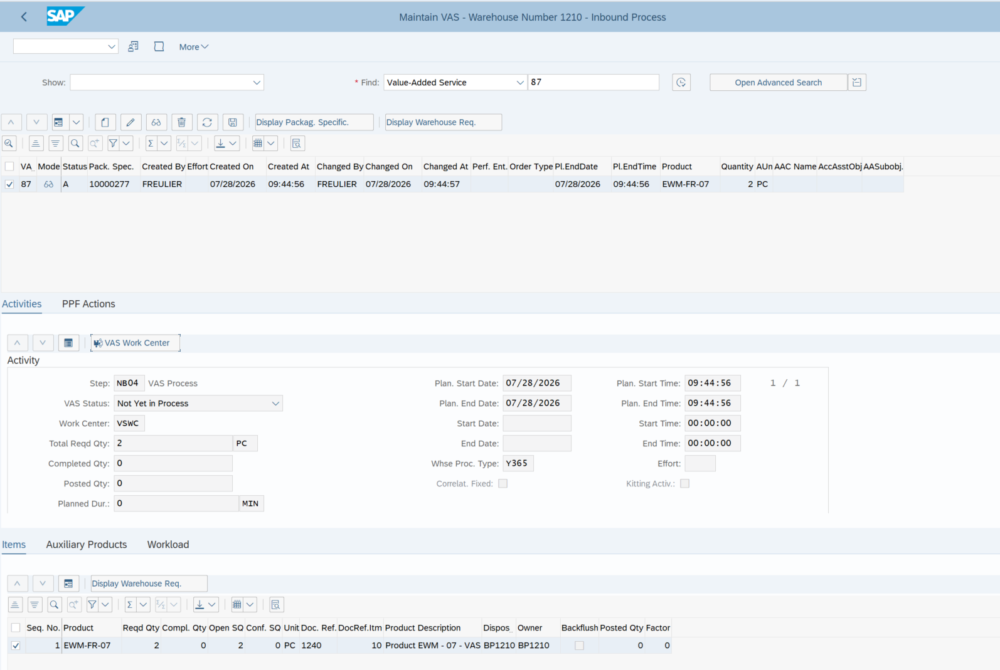 SAP
Maintain VAS - Warehouse Number 1210 - Inbound Process
More
Show:
* Find: Value-Added Service 87
Open Advanced Search
Display Packag. Specific.
Display Warehouse Req.
VA.. Mode Status Pack. Spec. Created By Effort Created On Created At Changed By Changed On Changed At Perf. Ent. Order Type Pl.EndDate Pl.EndTime Product Quantity AUn AAC Name AccAsstObj AASubobj.
87 A 10000277 FREULIER 07/28/2026 09:44:56 FREULIER 07/28/2026 09:44:57 07/28/2026 09:44:56 EWM-FR-07 2 PC
Activities PPF Actions
VAS Work Center
Activity
Step: NB04 VAS Process Plan. Start Date: 07/28/2026 Plan. Start Time: 09:44:56 1 / 1
VAS Status: Not Yet in Process Plan. End Date: 07/28/2026 Plan. End Time: 09:44:56
Work Center: VSWC Start Date: Start Time: 00:00:00
Total Reqd Qty: 2 PC End Date: End Time: 00:00:00
Completed Qty: 0 Whse Proc. Type: Y365 Effort:
Posted Qty: 0 Correlat. Fixed: Kitting Activ.:
Planned Dur.: 0 MIN
Items Auxiliary Products Workload
Display Warehouse Req.
Seq. No. Product Reqd Qty Compl. Qty Open SQ Conf. SQ Unit Doc. Ref. DocRef.Itm Product Description Dispos.. Owner Backflush Posted Qty Factor
1 EWM-FR-07 2 0 2 0 PC 1240 10 Product EWM - 07 - VAS BP1210 BP1210 0 0